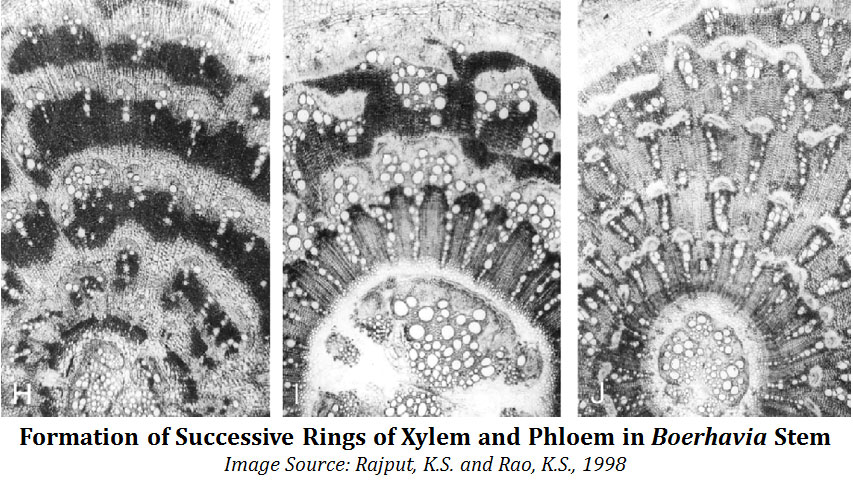 H I J
Formation of Successive Rings of Xylem and Phloem in Boerhavia Stem
Image Source: Rajput, K.S. and Rao, K.S., 1998